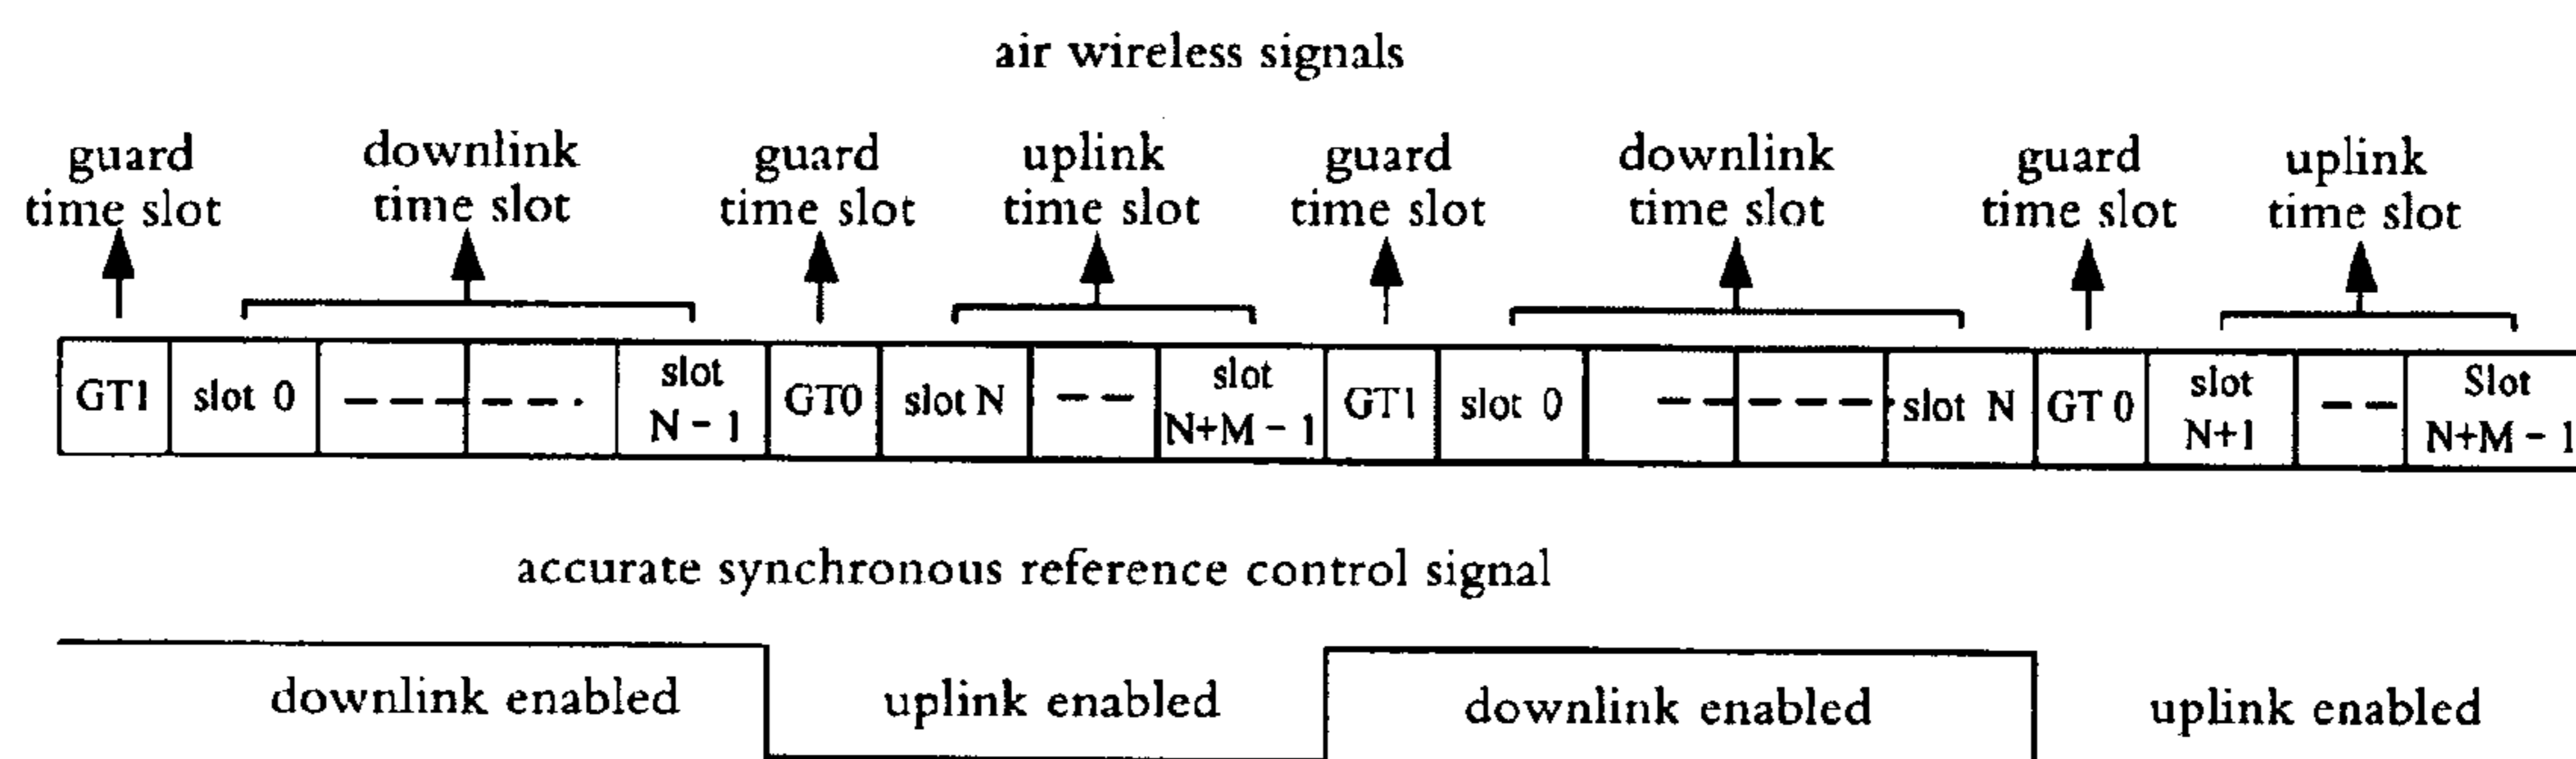 air wireless signals
guard time slot
downlink time slot
guard time slot
uplink time slot
guard time slot
downlink time slot
guard time slot
uplink time slot
GT1
slot 0
slot N - 1
GT0
slot N
slot N+M - 1
GT1
slot 0
slot N
GT 0
slot N+1
Slot N+M - 1
accurate synchronous reference control signal
downlink enabled
uplink enabled
downlink enabled
uplink enabled